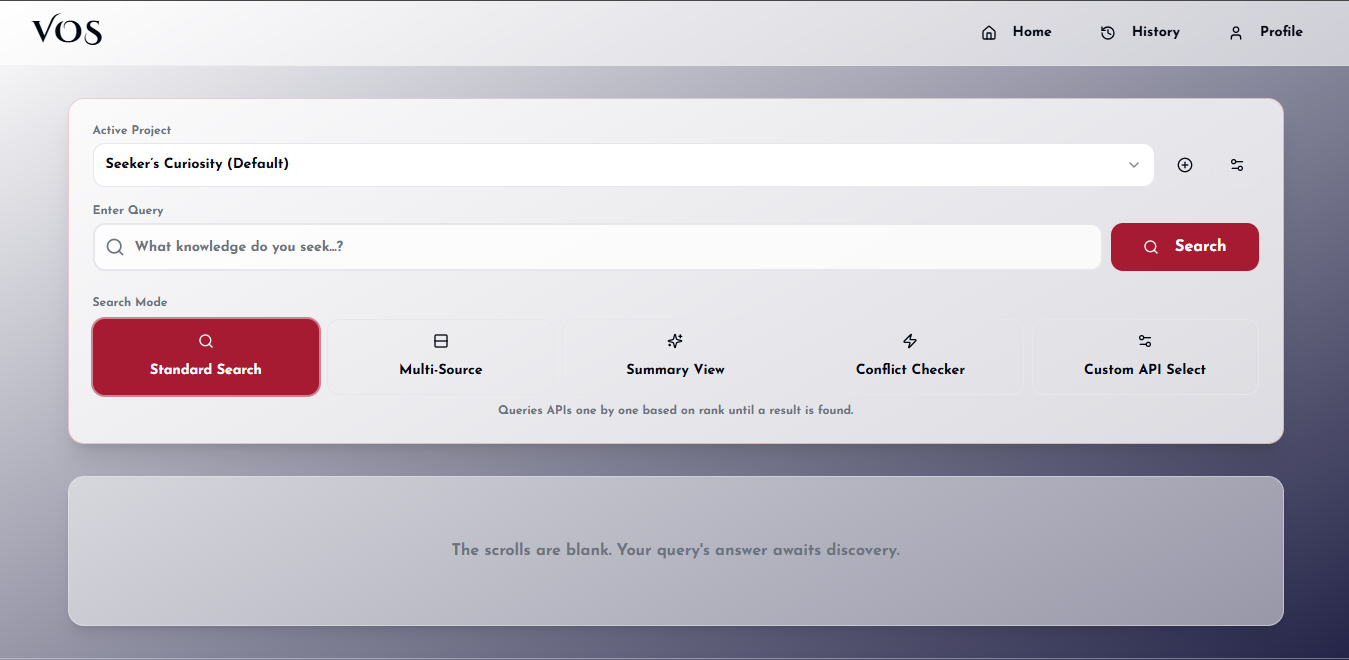 VOS
Home
History
Profile
Active Project
Seeker's Curiosity (Default)
Enter Query
What knowledge do you seek...?
Search
Search Mode
Standard Search
Multi-Source
Summary View
Conflict Checker
Custom API Select
Queries APIs one by one based on rank until a result is found.
The scrolls are blank. Your query's answer awaits discovery.